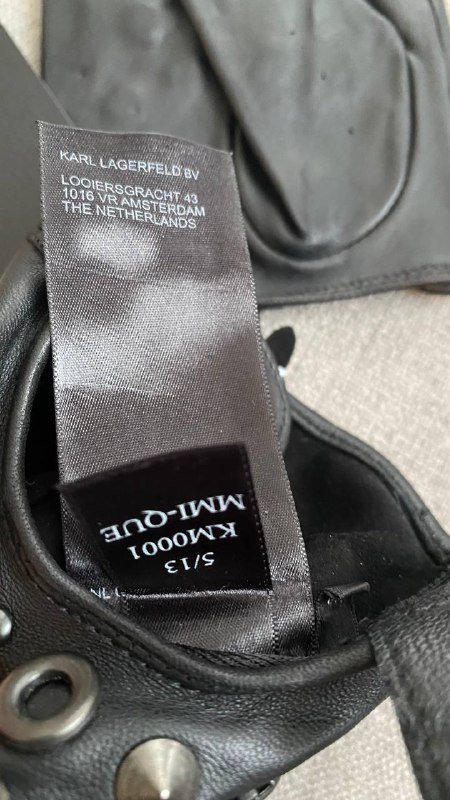 KARL LAGERFELD BV
LOOIERSGRACHT 43
1016 VR AMSTERDAM
THE NETHERLANDS
MMI-QUE
KM0001
5/13